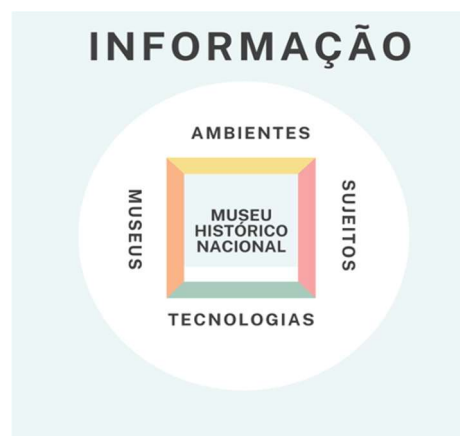 INFORMAÇÃO
AMBIENTES
MUSEUS
MUSEU
HISTÓRICO
NACIONAL
SUJEITOS
TECNOLOGIAS